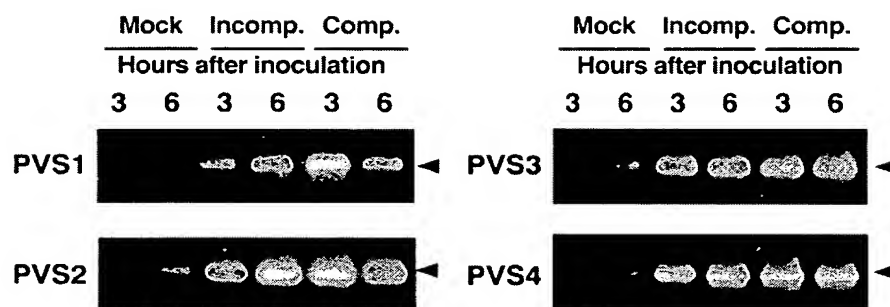 Mock Incomp. Comp.
Hours after inoculation
3 6 3 6 3 6
PVS1
PVS2
Mock Incomp. Comp.
Hours after inoculation
3 6 3 6 3 6
PVS3
PVS4